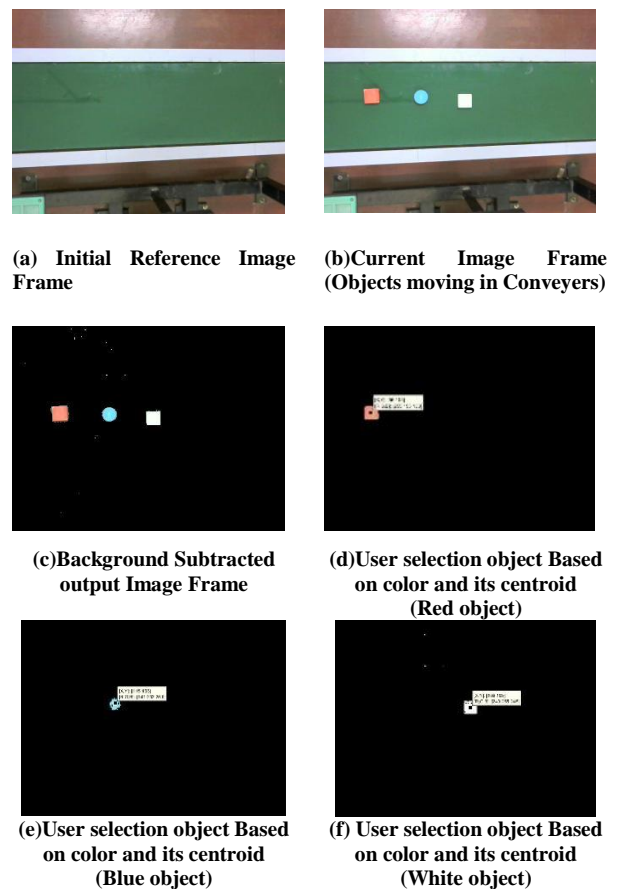 (a) Initial Reference Image
Frame
(b)Current Image Frame
(Objects moving in Conveyers)
(c)Background Subtracted
output Image Frame
(d)User selection object Based
on color and its centroid
(Red object)
(e)User selection object Based
on color and its centroid
(Blue object)
(f) User selection object Based
on color and its centroid
(White object)